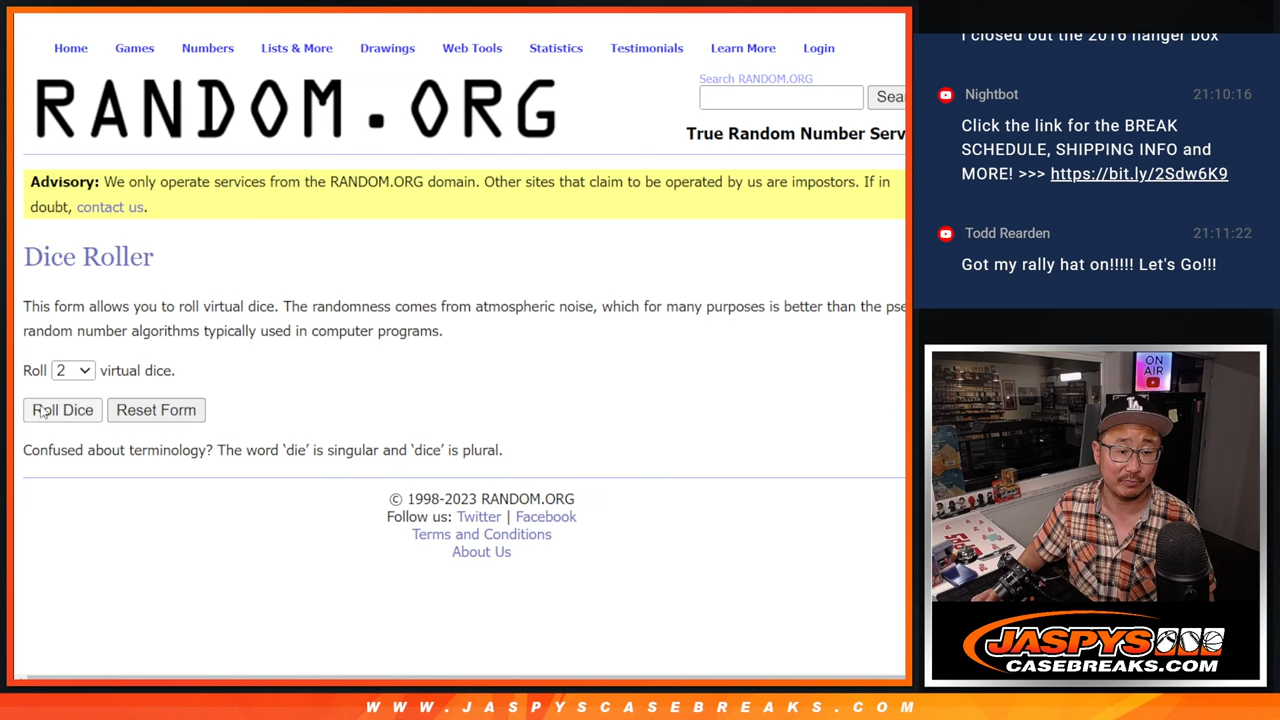 Home Games Numbers Lists & More Drawings Web Tools Statistics Testimonials Learn More Login
RANDOM.ORG
Search RANDOM.ORG
Sea
True Random Number Serv
Advisory: We only operate services from the RANDOM.ORG domain. Other sites that claim to be operated by us are impostors. If in
doubt, contact us.
Dice Roller
This form allows you to roll virtual dice. The randomness comes from atmospheric noise, which for many purposes is better than the pse
random number algorithms typically used in computer programs.
Roll 2 virtual dice.
Roll Dice Reset Form
Confused about terminology? The word ‘die’ is singular and ‘dice’ is plural.
© 1998-2023 RANDOM.ORG
Follow us: Twitter | Facebook
Terms and Conditions
About Us
I closed out the 2016 hanger box
Nightbot 21:10:16
Click the link for the BREAK
SCHEDULE, SHIPPING INFO and
MORE! >>> https://bit.ly/2Sdw6K9
Todd Rearden 21:11:22
Got my rally hat on!!!!! Let's Go!!!
ON
AIR
LA
JASPYS
CASEBREAKS.COM
WWW.JASPYSCASEBREAKS.COM